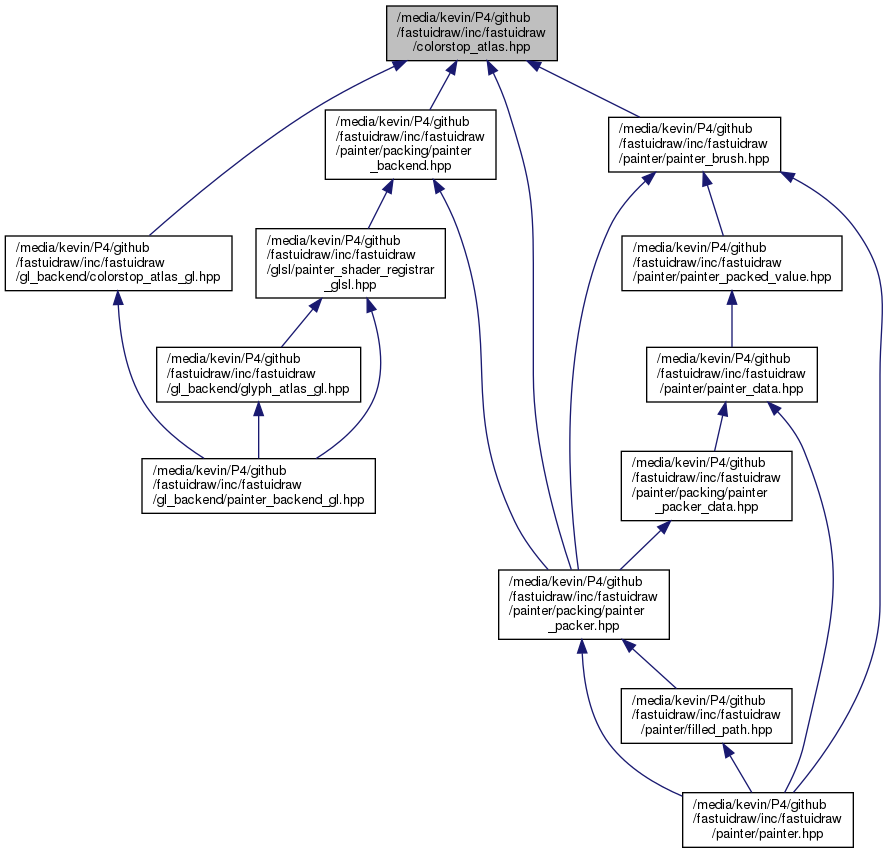 /media/kevin/P4/github
/fastuidraw/inc/fastuidraw
/colorstop_atlas.hpp
/media/kevin/P4/github
/fastuidraw/inc/fastuidraw
/painter/packing/painter
_backend.hpp
/media/kevin/P4/github
/fastuidraw/inc/fastuidraw
/painter/painter_brush.hpp
/media/kevin/P4/github
/fastuidraw/inc/fastuidraw
/gl_backend/colorstop_atlas_gl.hpp
/media/kevin/P4/github
/fastuidraw/inc/fastuidraw
/glsl/painter_shader_registrar
_glsl.hpp
/media/kevin/P4/github
/fastuidraw/inc/fastuidraw
/painter/painter_packed_value.hpp
/media/kevin/P4/github
/fastuidraw/inc/fastuidraw
/gl_backend/glyph_atlas_gl.hpp
/media/kevin/P4/github
/fastuidraw/inc/fastuidraw
/painter/painter_data.hpp
/media/kevin/P4/github
/fastuidraw/inc/fastuidraw
/gl_backend/painter_backend_gl.hpp
/media/kevin/P4/github
/fastuidraw/inc/fastuidraw
/painter/packing/painter
_packer_data.hpp
/media/kevin/P4/github
/fastuidraw/inc/fastuidraw
/painter/packing/painter
_packer.hpp
/media/kevin/P4/github
/fastuidraw/inc/fastuidraw
/painter/filled_path.hpp
/media/kevin/P4/github
/fastuidraw/inc/fastuidraw
/painter/painter.hpp